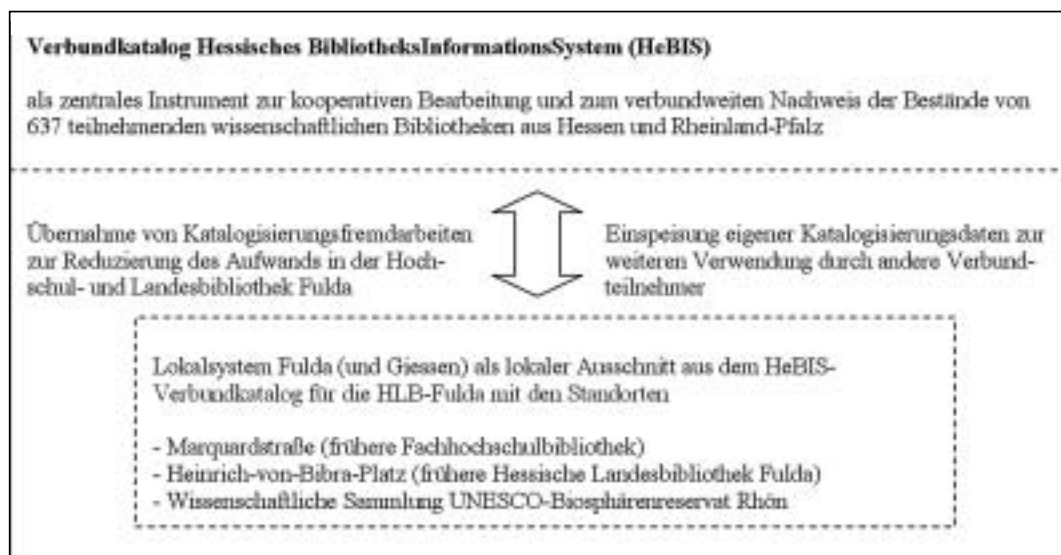 Verbundkatalog Hessisches BibliotheksInformationsSystem (HeBIS)
als zentrales Instrument zur kooperativen Bearbeitung und zum verbundweiten Nachweis der Bestände von
637 teilnehmenden wissenschaftlichen Bibliotheken aus Hessen und Rheinland-Pfalz
Übernahme von Katalogisierungsfremdarbeiten
zur Reduzierung des Aufwands in der Hoch-
schul- und Landesbibliothek Fulda
Einspeisung eigener Katalogisierungsdaten zur
weiteren Verwendung durch andere Verbund-
teilnehmer
Lokalsystem Fulda (und Giessen) als lokaler Ausschnitt aus dem HeBIS-
Verbundkatalog für die HLB-Fulda mit den Standorten
- Marquardstraße (frühere Fachhochschulbibliothek)
- Heinrich-von-Bibra-Platz (frühere Hessische Landesbibliothek Fulda)
- Wissenschaftliche Sammlung UNESCO-Biosphärenreservat Rhön